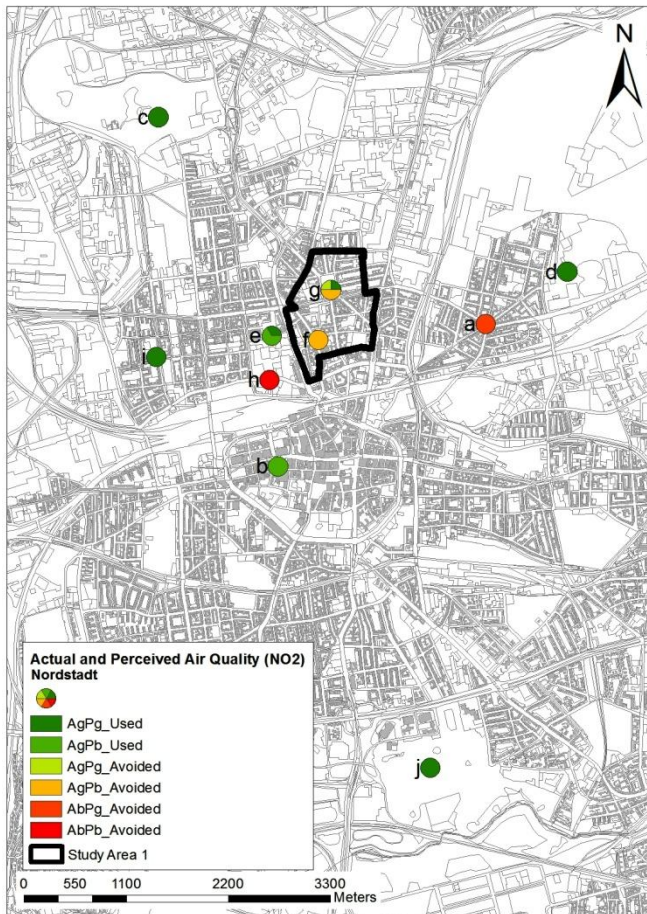 N
c
d
g
a
e
f
i
h
b
j
Actual and Perceived Air Quality (NO2)
Nordstadt
AgPg_Used
AgPb_Used
AgPg_Avoided
AgPb_Avoided
AbPg_Avoided
AbPb_Avoided
Study Area 1
0 550 1100 2200 3300
Meters